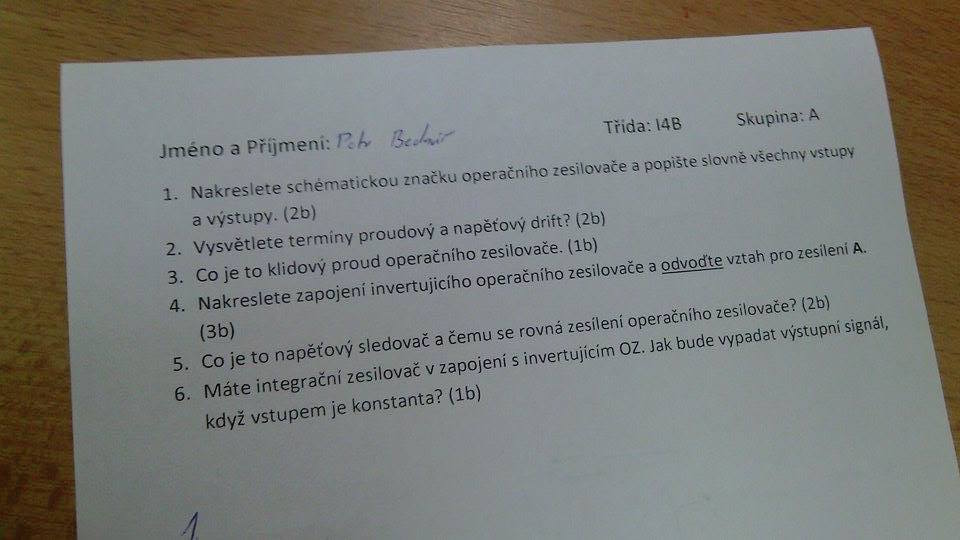 Jméno a Příjmení: Petr Bednář Třída: I4B Skupina: A
1. Nakreslete schématickou značku operačního zesilovače a popište slovně všechny vstupy
a výstupy. (2b)
2. Vysvětlete termíny proudový a napěťový drift? (2b)
3. Co je to klidový proud operačního zesilovače. (1b)
4. Nakreslete zapojení invertujicího operačního zesilovače a odvoďte vztah pro zesílení A.
(3b)
5. Co je to napěťový sledovač a čemu se rovná zesílení operačního zesilovače? (2b)
6. Máte integrační zesilovač v zapojení s invertujícím OZ. Jak bude vypadat výstupní signál,
když vstupem je konstanta? (1b)
1.